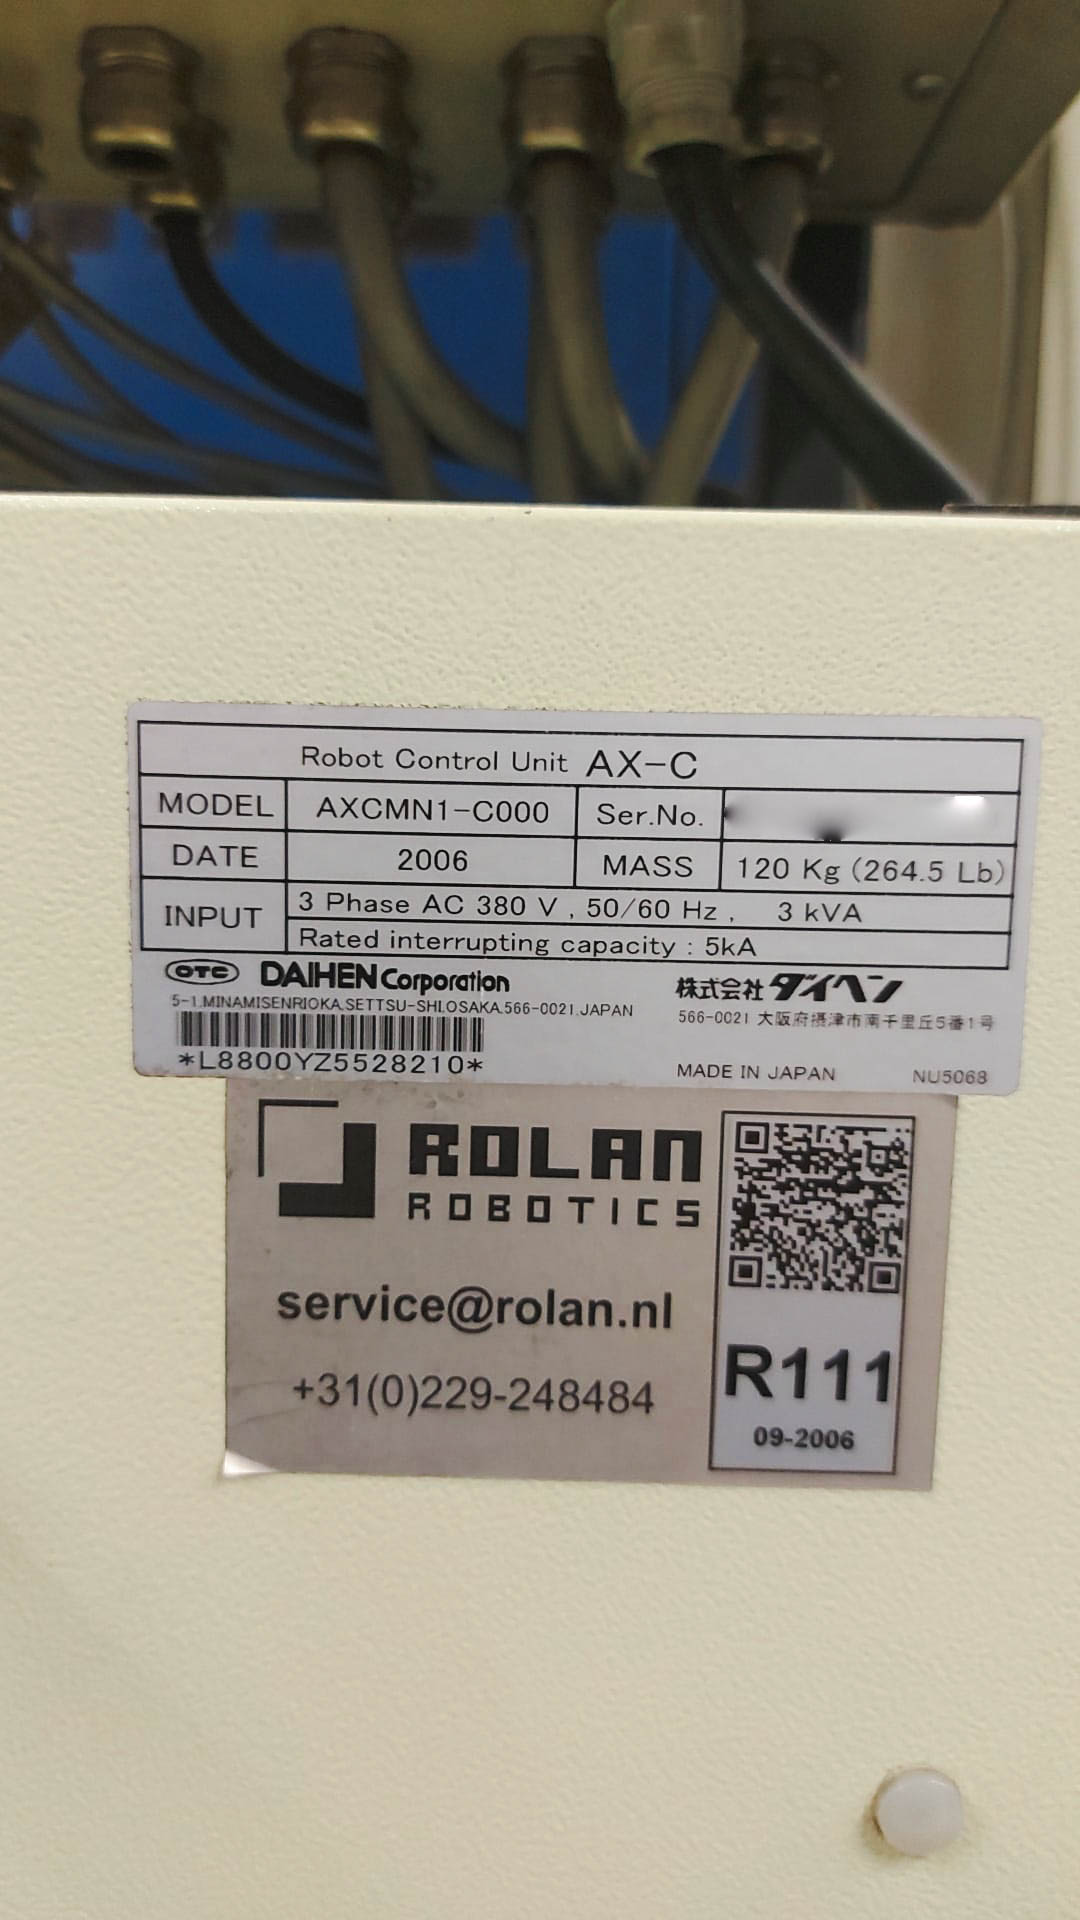 Robot Control Unit AX-C
MODEL AXCMN1-C000 Ser.No.
DATE 2006 MASS 120 Kg (264.5 Lb)
INPUT 3 Phase AC 380 V , 50/60 Hz , 3 kVA
Rated interrupting capacity : 5kA
OTC DAIHEN Corporation
5-1,MINAMISENRIOKA,SETTSU-SHI,OSAKA,566-0021,JAPAN
*L8800YZ5528210*
株式会社ダイヘン
566-0021 大阪府摂津市南千里丘5番1号
MADE IN JAPAN NU5068
ROLAN
ROBOTICS
service@rolan.nl
+31(0)229-248484
R111
09-2006